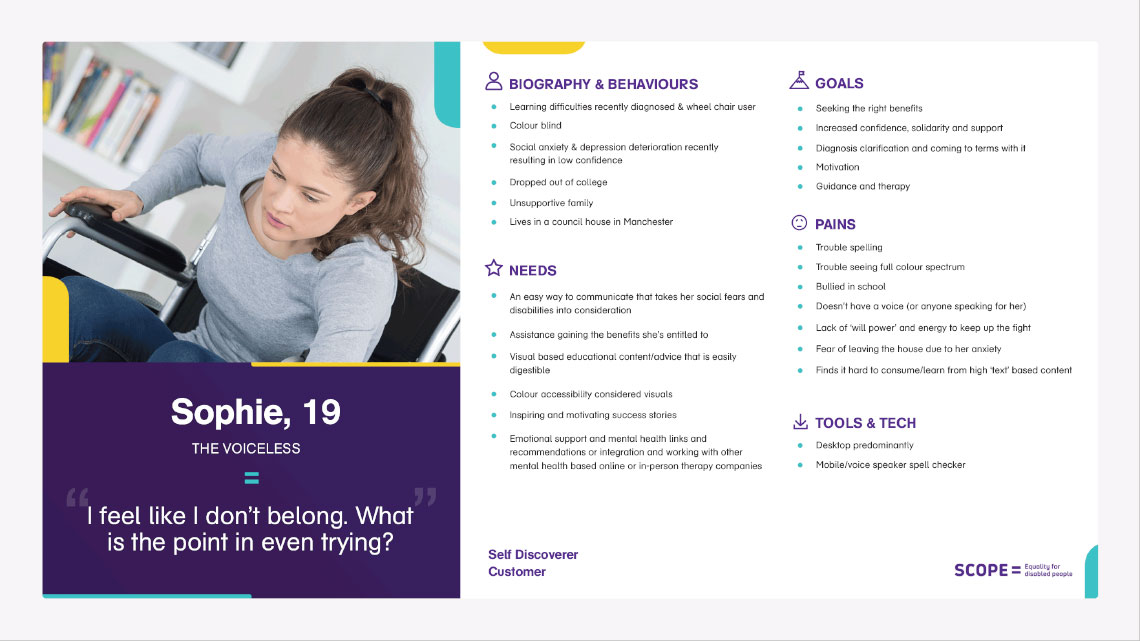 Sophie, 19
THE VOICELESS
=
“I feel like I don’t belong. What
is the point in even trying?”
BIOGRAPHY & BEHAVIOURS
Learning difficulties recently diagnosed & wheel chair user
Colour blind
Social anxiety & depression deterioration recently
resulting in low confidence
Dropped out of college
Unsupportive family
Lives in a council house in Manchester
NEEDS
An easy way to communicate that takes her social fears and
disabilities into consideration
Assistance gaining the benefits she’s entitled to
Visual based educational content/advice that is easily
digestible
Colour accessibility considered visuals
Inspiring and motivating success stories
Emotional support and mental health links and
recommendations or integration and working with other
mental health based online or in-person therapy companies
Self Discoverer
Customer
GOALS
Seeking the right benefits
Increased confidence, solidarity and support
Diagnosis clarification and coming to terms with it
Motivation
Guidance and therapy
PAINS
Trouble spelling
Trouble seeing full colour spectrum
Bullied in school
Doesn’t have a voice (or anyone speaking for her)
Lack of ‘will power’ and energy to keep up the fight
Fear of leaving the house due to her anxiety
Finds it hard to consume/learn from high ‘text’ based content
TOOLS & TECH
Desktop predominantly
Mobile/voice speaker spell checker
SCOPE = Equality for
disabled people